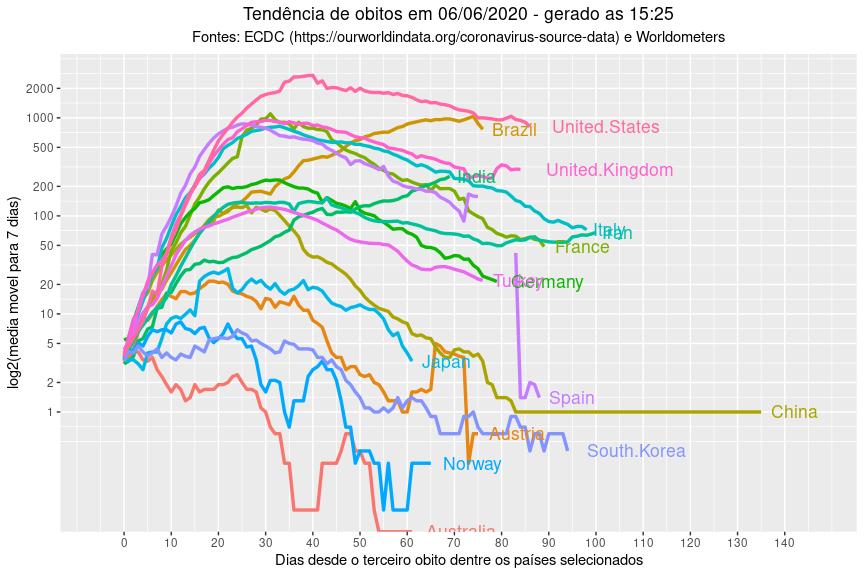 Tendência de obitos em 06/06/2020 - gerado as 15:25
Fontes: ECDC (https://ourworldindata.org/coronavirus-source-data) e Worldometers
log2(media movel para 7 dias)
2000
1000
500
200
100
50
20
10
5
2
1
United.States
Brazil
United.Kingdom
India
Italy
Iran
France
Turkey
Germany
Japan
Spain
China
Austria
South.Korea
Norway
Australia
0 10 20 30 40 50 60 70 80 90 100 110 120 130 140
Dias desde o terceiro obito dentre os países selecionados